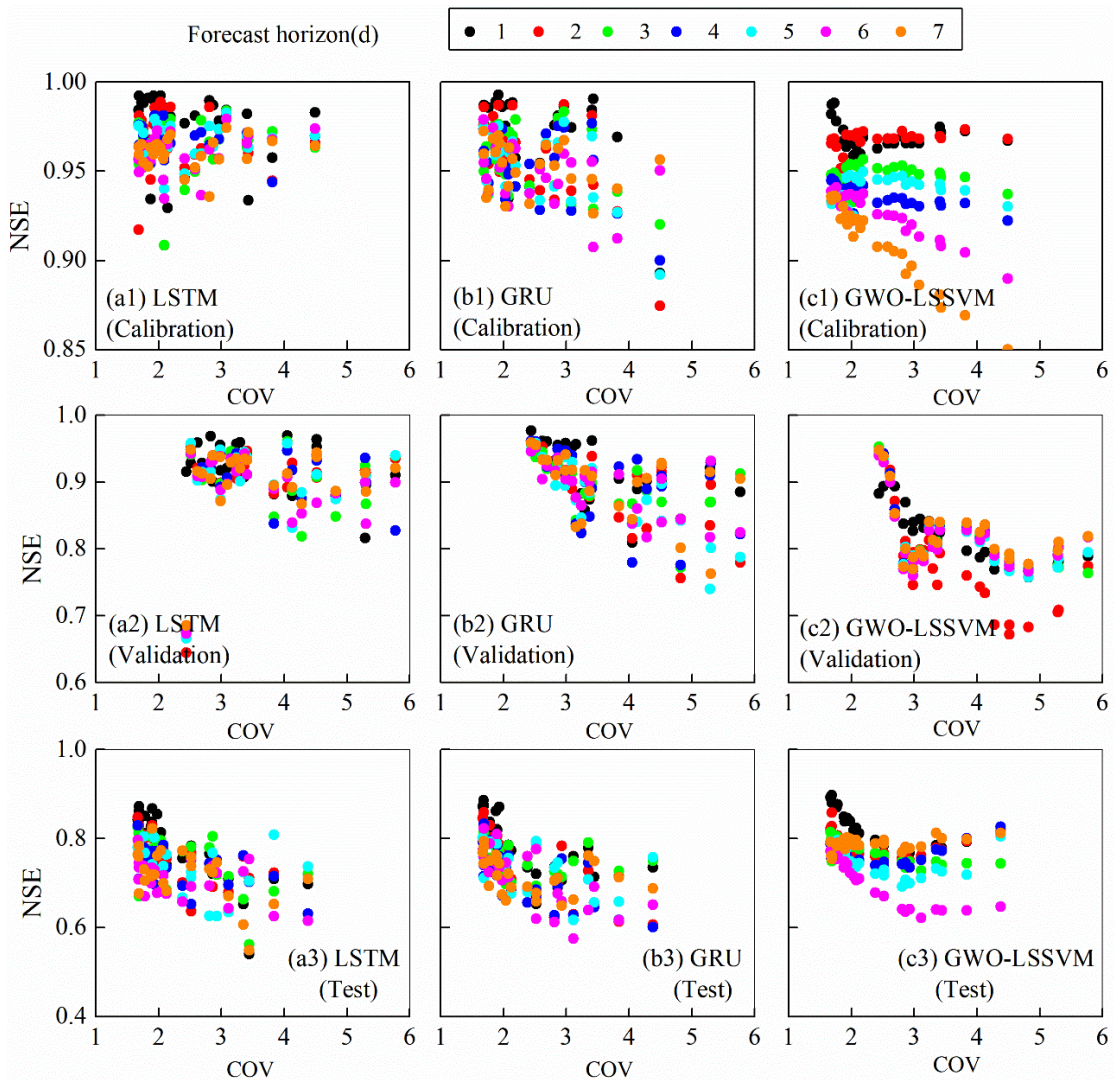 Forecast horizon(d) 1 2 3 4 5 6 7
1.00
0.95
0.90
0.85
NSE
(a1) LSTM
(Calibration)
1 2 3 4 5 6
COV
(b1) GRU
(Calibration)
1 2 3 4 5 6
COV
(c1) GWO-LSSVM
(Calibration)
1 2 3 4 5 6
COV
1.0
0.9
0.8
0.7
0.6
NSE
(a2) LSTM
(Validation)
1 2 3 4 5 6
COV
(b2) GRU
(Validation)
1 2 3 4 5 6
COV
(c2) GWO-LSSVM
(Validation)
1 2 3 4 5 6
COV
1.0
0.8
0.6
0.4
NSE
(a3) LSTM
(Test)
1 2 3 4 5 6
COV
(b3) GRU
(Test)
1 2 3 4 5 6
COV
(c3) GWO-LSSVM
(Test)
1 2 3 4 5 6
COV